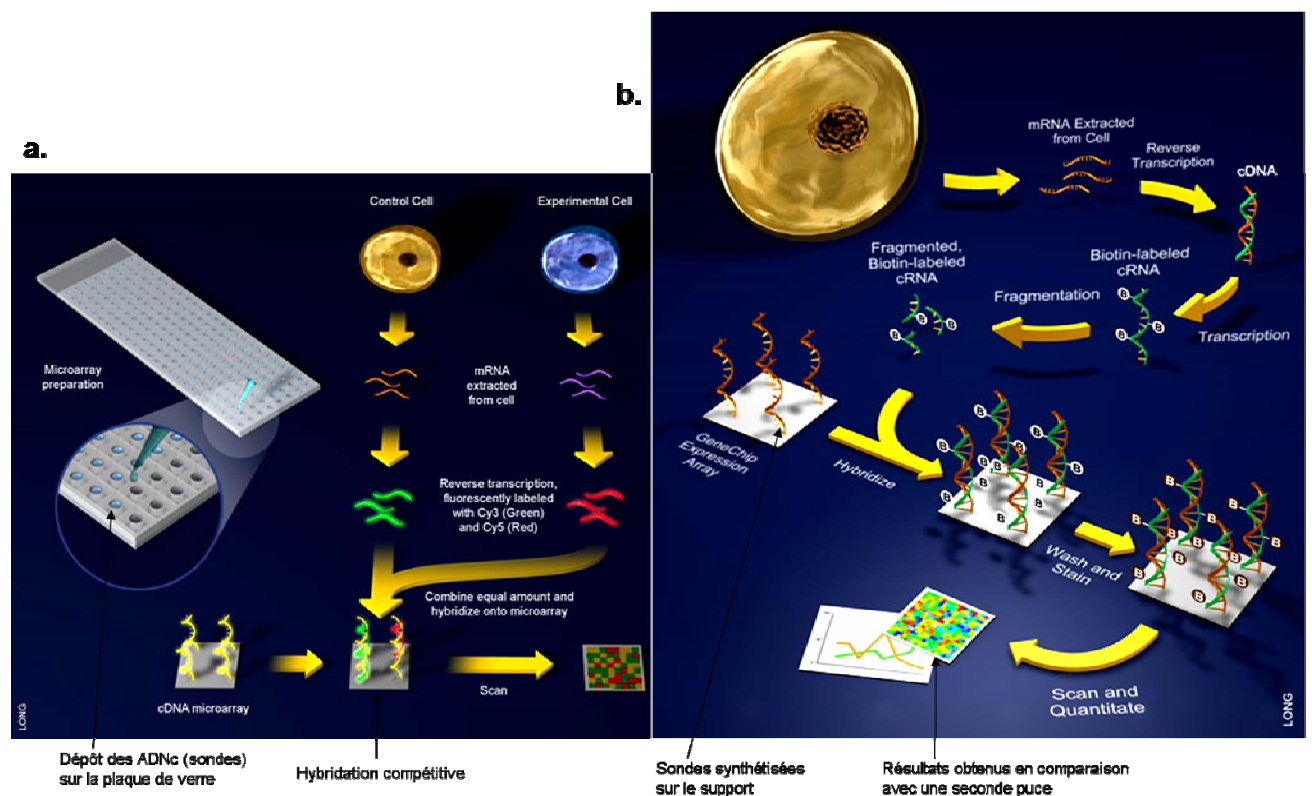 a.
Control Cell
Experimental Cell
Microarray
preparation
mRNA
extracted
from cell
Reverse transcription,
fluorescently labeled
with Cy3 (Green)
and Cy5 (Red)
Combine equal amount and
hybridize onto microarray
cDNA microarray
Scan
LONG
Dépôt des ADNc (sondes)
sur la plaque de verre
Hybridation compétitive
b.
mRNA Extracted
from Cell
Reverse
Transcription
cDNA
Fragmented,
Biotin-labeled
cRNA
Biotin-labeled
cRNA
Fragmentation
Transcription
B
B
B
B
B
B
GeneChip
Expression
Array
Hybridize
B
B
B
B
B
B
B
B
B
B
Wash and
Stain
B
B
B
B
B
B
B
B
B
B
Scan and
Quantitate
LONG
Sondes synthétisées
sur le support
Résultats obtenus en comparaison
avec une seconde puce